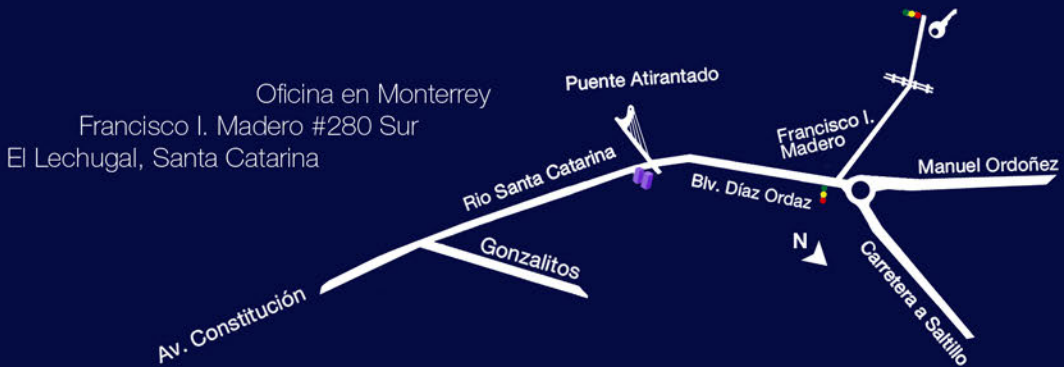 Oficina en Monterrey
Francisco I. Madero #280 Sur
El Lechugal, Santa Catarina
Puente Atirantado
Francisco I.
Madero
Manuel Ordoñez
Rio Santa Catarina
Blv. Díaz Ordaz
N
Gonzalitos
Carretera a Saltillo
Av. Constitución